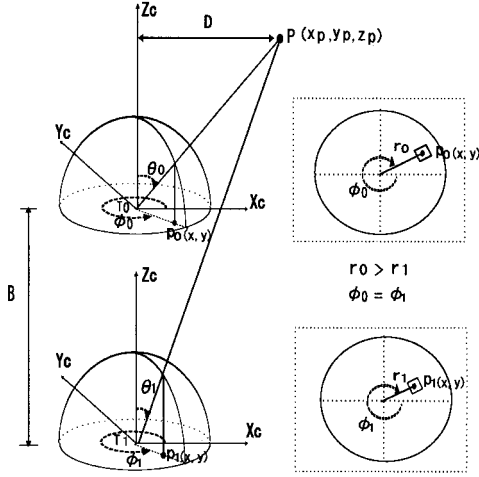 Zc
D
p (xp,yp,zp)
Yc
θ0
r0
p0(x,y)
ϕ0
r0
Xc
ϕ0
p0(x,y)
r0 > r1
ϕ0 = ϕ1
Zc
B
Yc
θ1
r1
p1(x,y)
ϕ1
r1
Xc
ϕ1
p1(x,y)